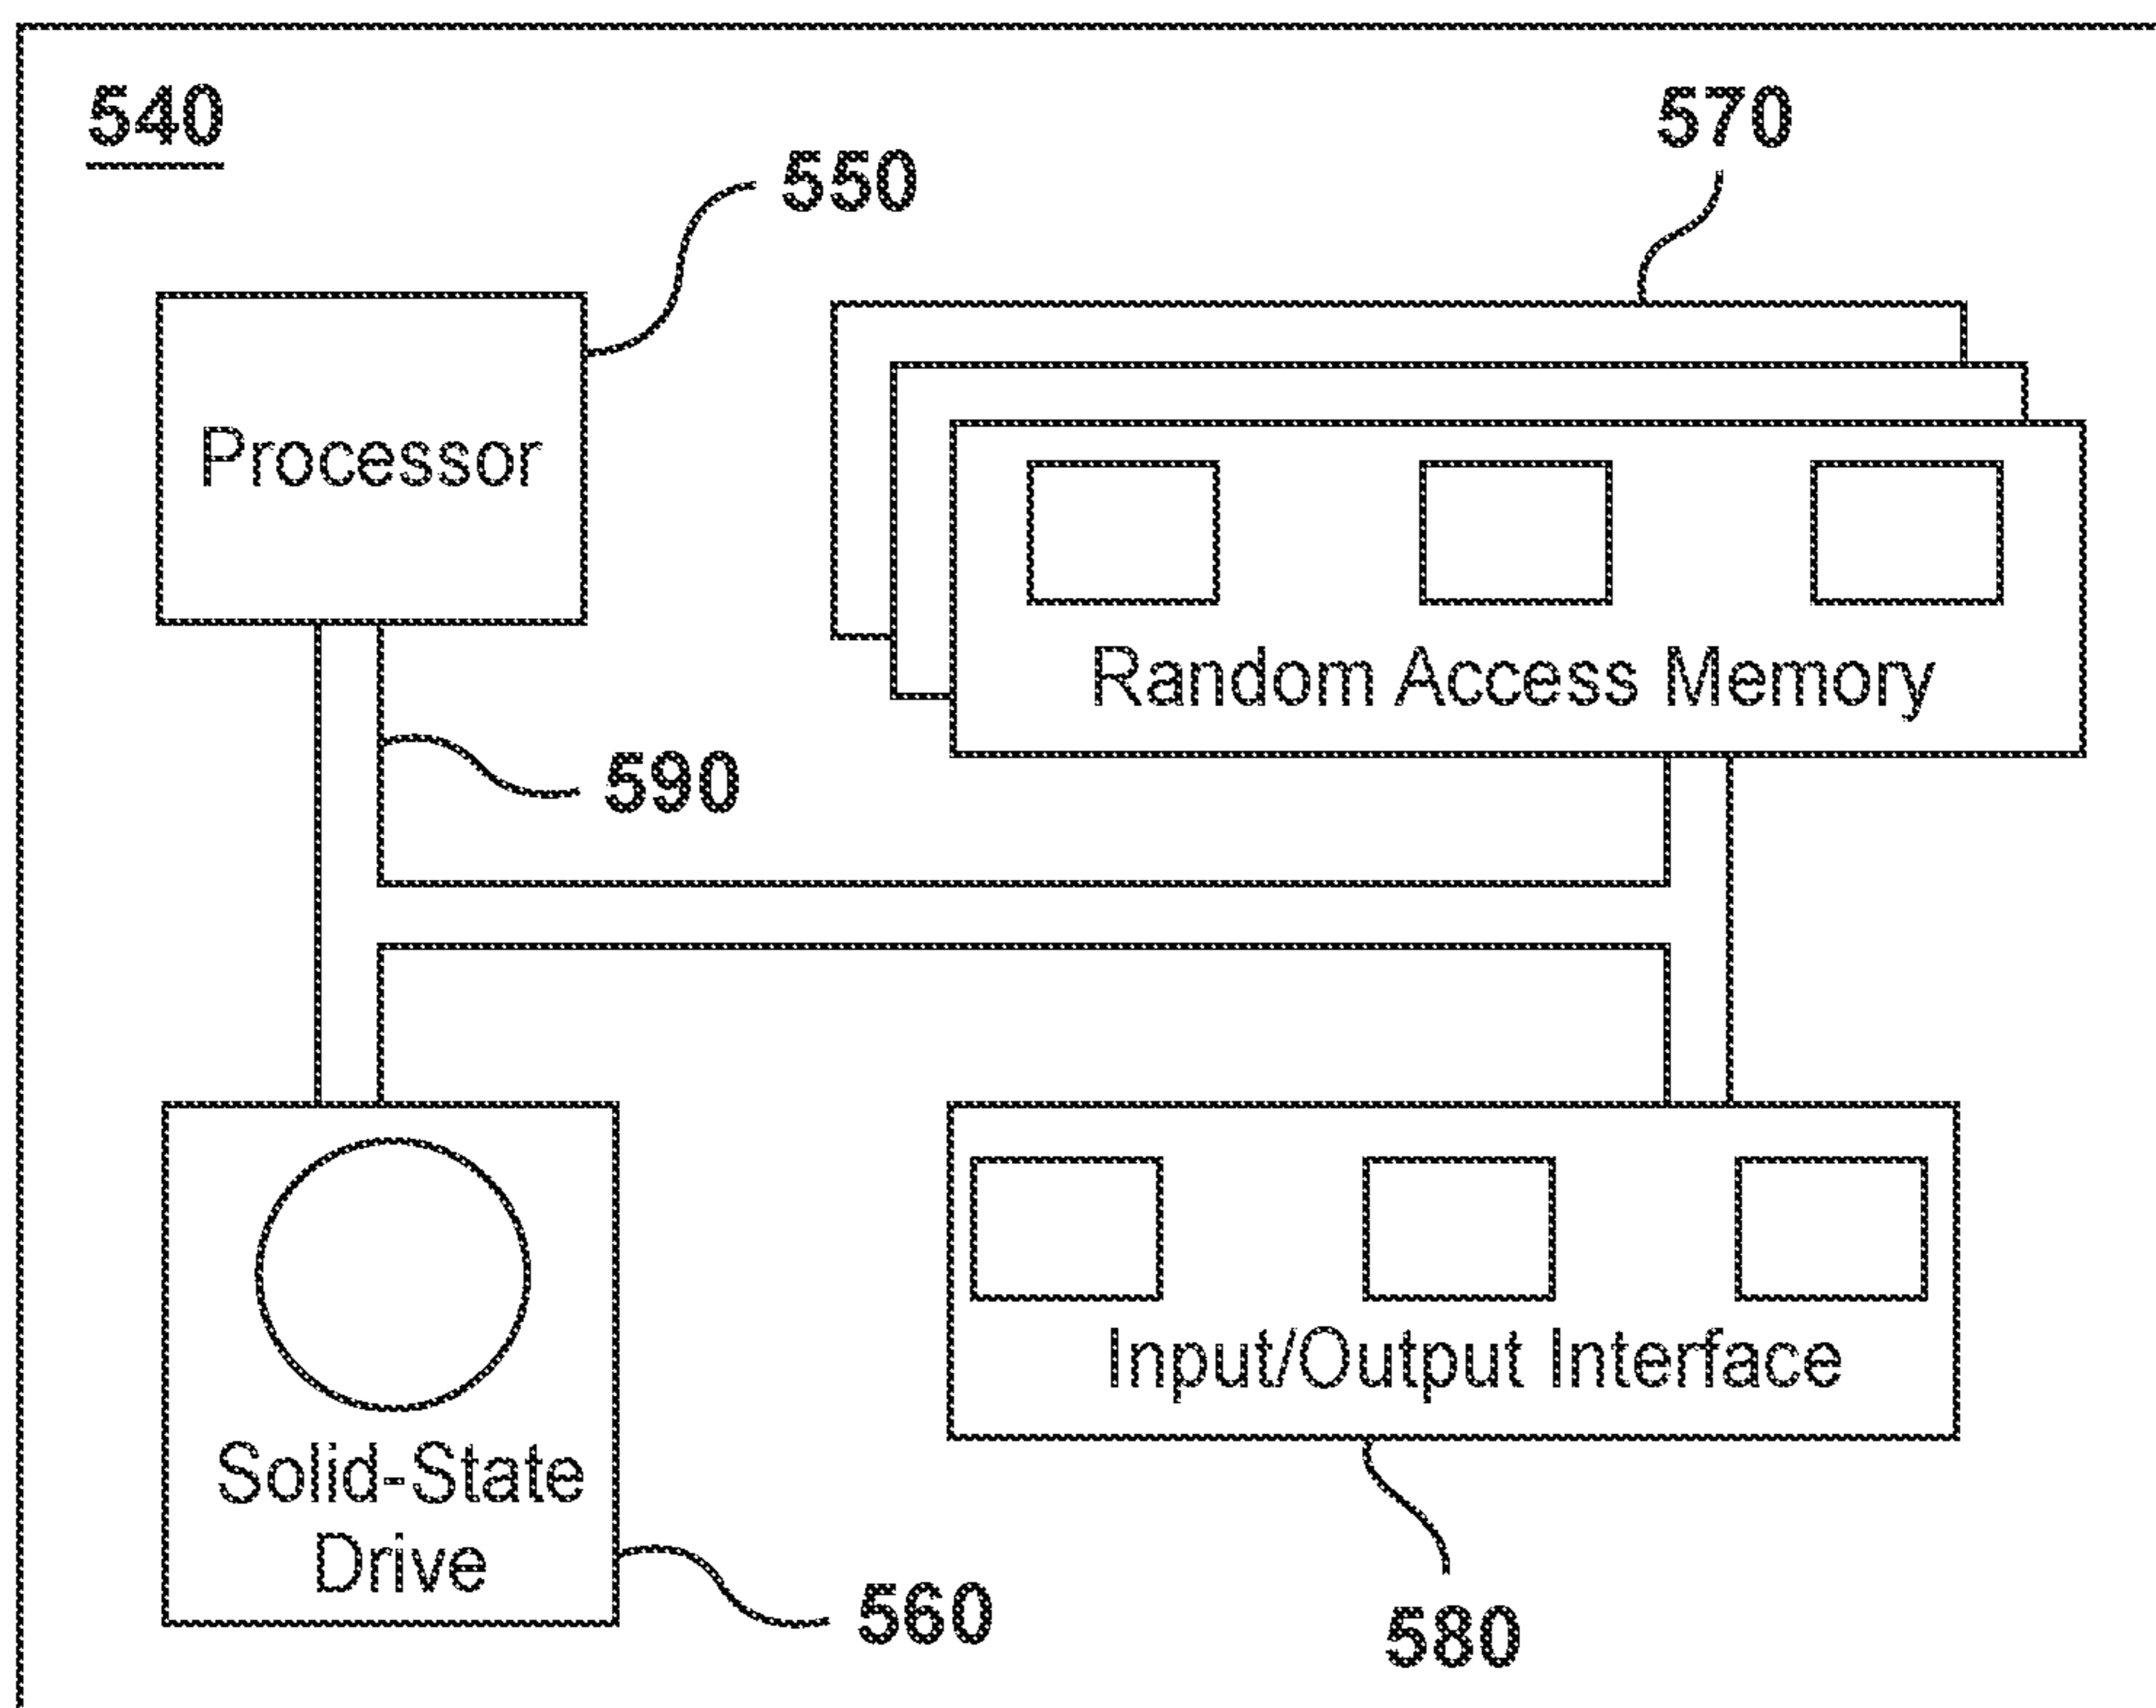 540
550
570
Processor
Random Access Memory
590
Input/Output Interface
Solid-State
Drive
560
580